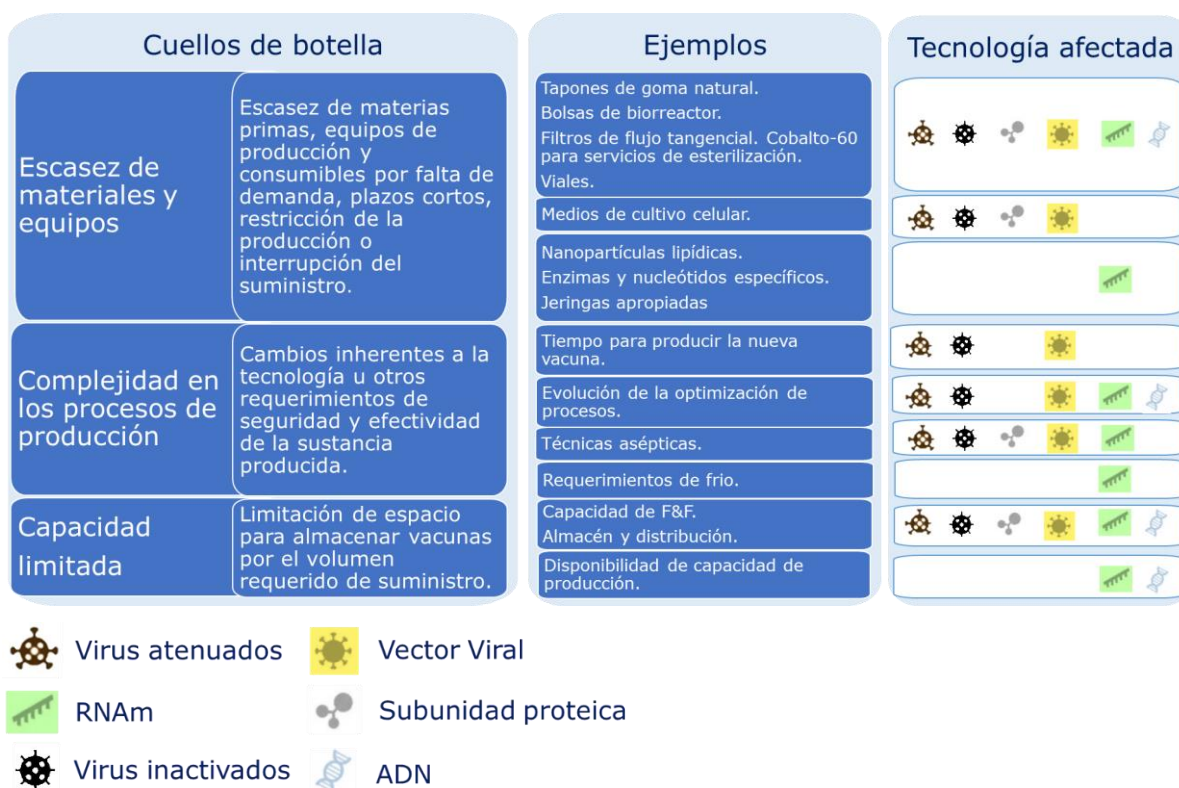 Cuellos de botella
Ejemplos
Tecnología afectada
Escasez de
materiales y
equipos
Escasez de materias
primas, equipos de
producción y
consumibles por falta de
demanda, plazos cortos,
restricción de la
producción o
interrupción del
suministro.
Tapones de goma natural.
Bolsas de biorreactor.
Filtros de flujo tangencial. Cobalto-60
para servicios de esterilización.
Viales.
Medios de cultivo celular.
Nanopartículas lipídicas.
Enzimas y nucleótidos específicos.
Jeringas apropiadas
Complejidad en
los procesos de
producción
Cambios inherentes a la
tecnología u otros
requerimientos de
seguridad y efectividad
de la sustancia
producida.
Tiempo para producir la nueva
vacuna.
Evolución de la optimización de
procesos.
Técnicas asépticas.
Requerimientos de frio.
Capacidad
limitada
Limitación de espacio
para almacenar vacunas
por el volumen
requerido de suministro.
Capacidad de F&F.
Almacén y distribución.
Disponibilidad de capacidad de
producción.
Virus atenuados
Vector Viral
RNAm
Subunidad proteica
Virus inactivados
ADN